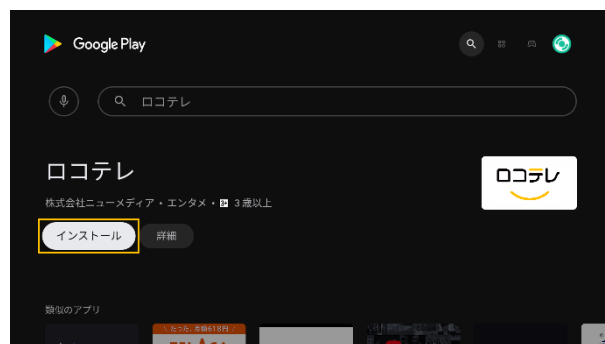 Google Play
ロコテレ
ロコテレ
株式会社ニューメディア・エンタメ・3+ 3 歳以上
ロコテレ
インストール
詳細
類似のアプリ
たった、月額618円